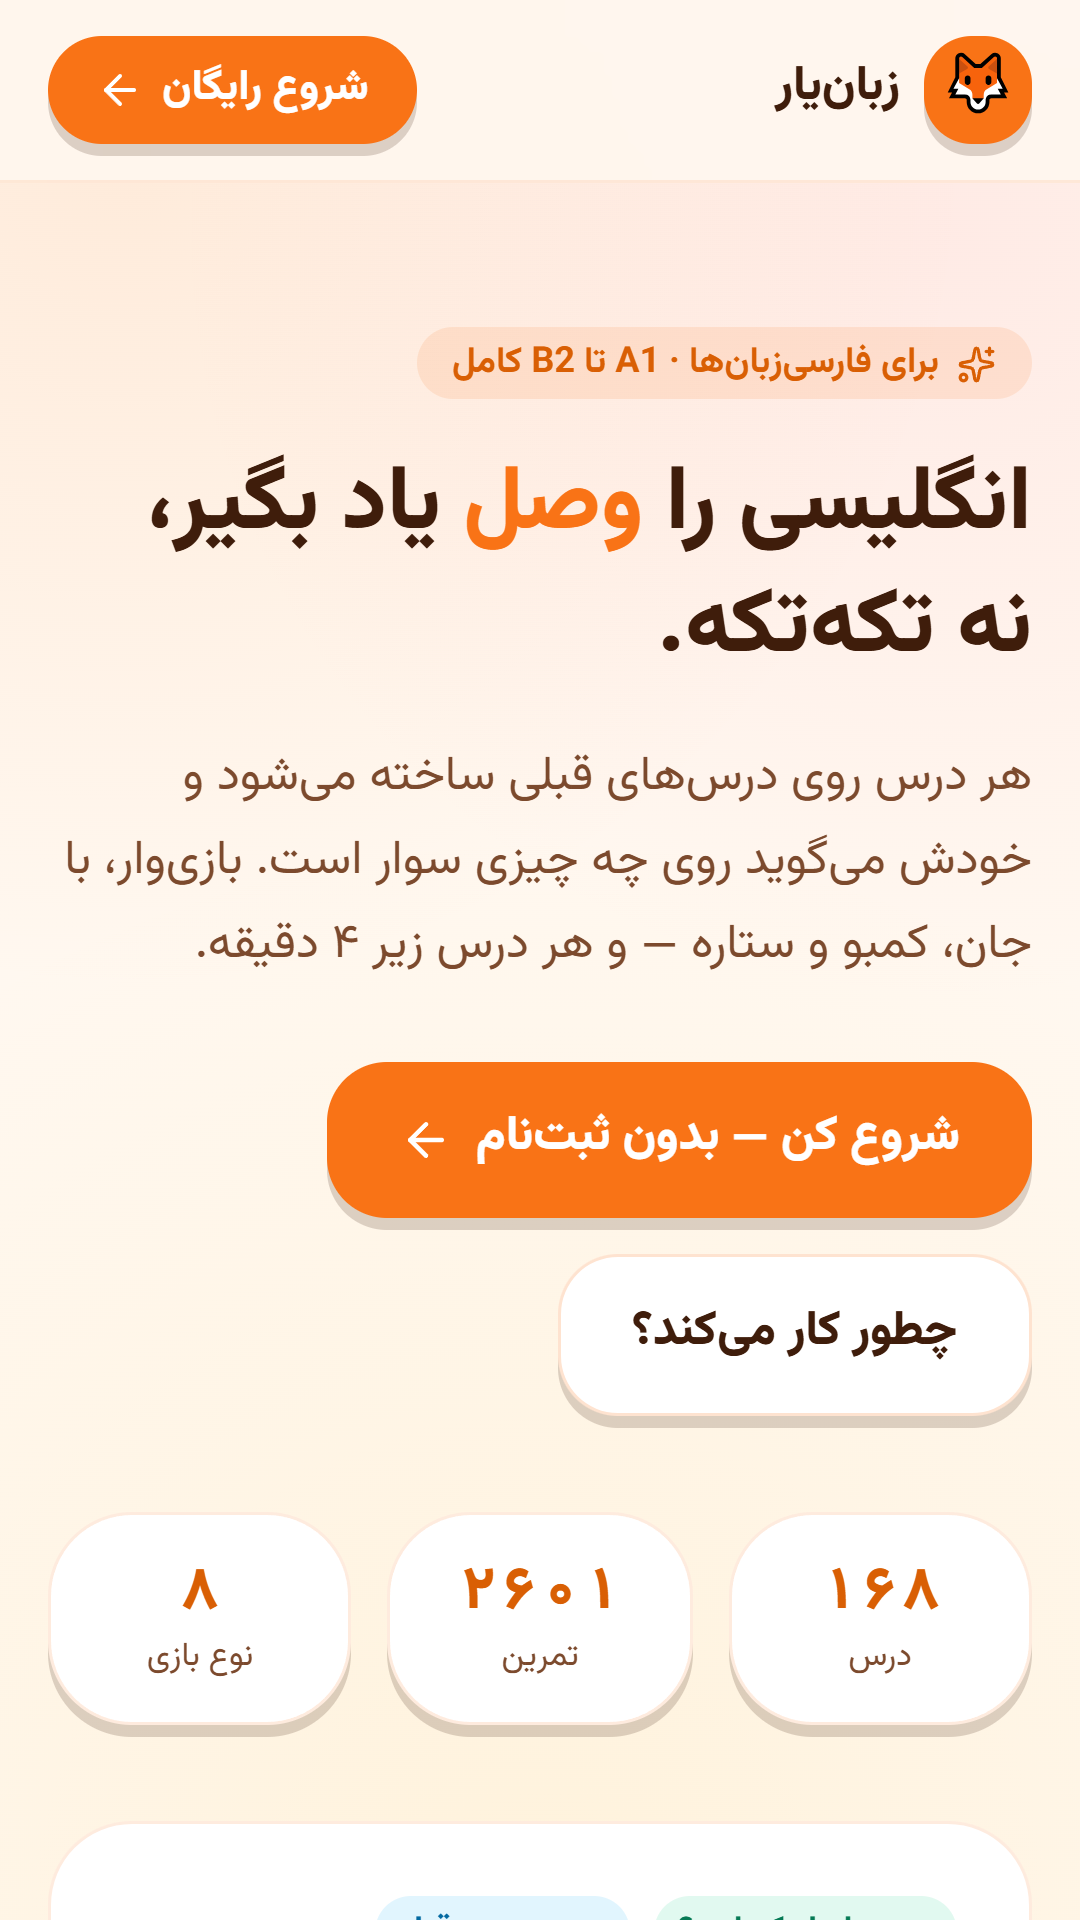 زبان‌یار
شروع رایگان
برای فارسی‌زبان‌ها · A1 تا B2 کامل
انگلیسی را وصل یاد بگیر،
نه تکه‌تکه.
هر درس روی درس‌های قبلی ساخته می‌شود و
خودش می‌گوید روی چه چیزی سوار است. بازی‌وار، با
جان، کمبو و ستاره — و هر درس زیر ۴ دقیقه.
شروع کن — بدون ثبت‌نام
چطور کار می‌کند؟
۱۶۸
درس
۲۶۰۱
تمرین
۸
نوع بازی